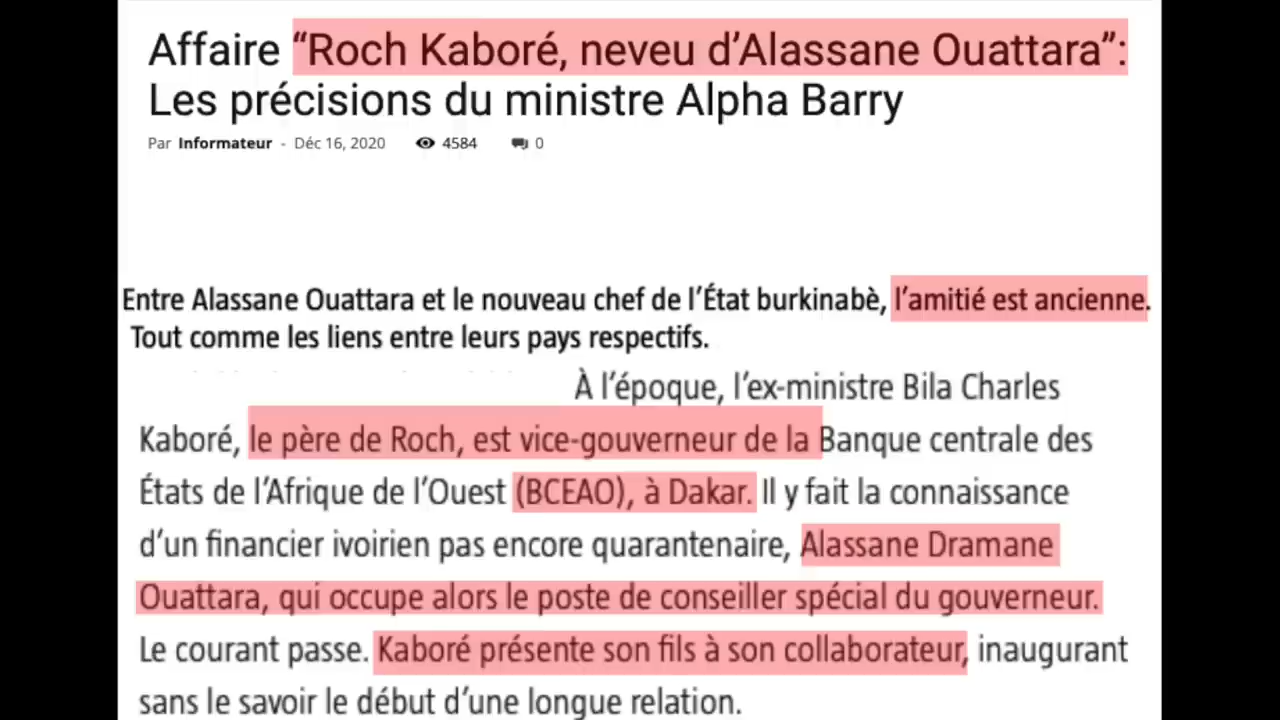 Affaire “Roch Kaboré, neveu d’Alassane Ouattara”:
Les précisions du ministre Alpha Barry
Par Informateur - Déc 16, 2020 4584 0
Entre Alassane Ouattara et le nouveau chef de l’État burkinabè, l’amitié est ancienne.
Tout comme les liens entre leurs pays respectifs.
À l’époque, l’ex-ministre Bila Charles
Kaboré, le père de Roch, est vice-gouverneur de la Banque centrale des
États de l’Afrique de l’Ouest (BCEAO), à Dakar. Il y fait la connaissance
d’un financier ivoirien pas encore quarantenaire, Alassane Dramane
Ouattara, qui occupe alors le poste de conseiller spécial du gouverneur.
Le courant passe. Kaboré présente son fils à son collaborateur, inaugurant
sans le savoir le début d’une longue relation.